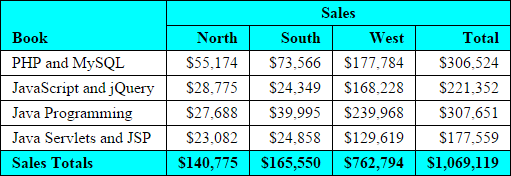 Sales
Book North South West Total
PHP and MySQL $55,174 $73,566 $177,784 $306,524
JavaScript and jQuery $28,775 $24,349 $168,228 $221,352
Java Programming $27,688 $39,995 $239,968 $307,651
Java Servlets and JSP $23,082 $24,858 $129,619 $177,559
Sales Totals $140,775 $165,550 $762,794 $1,069,119